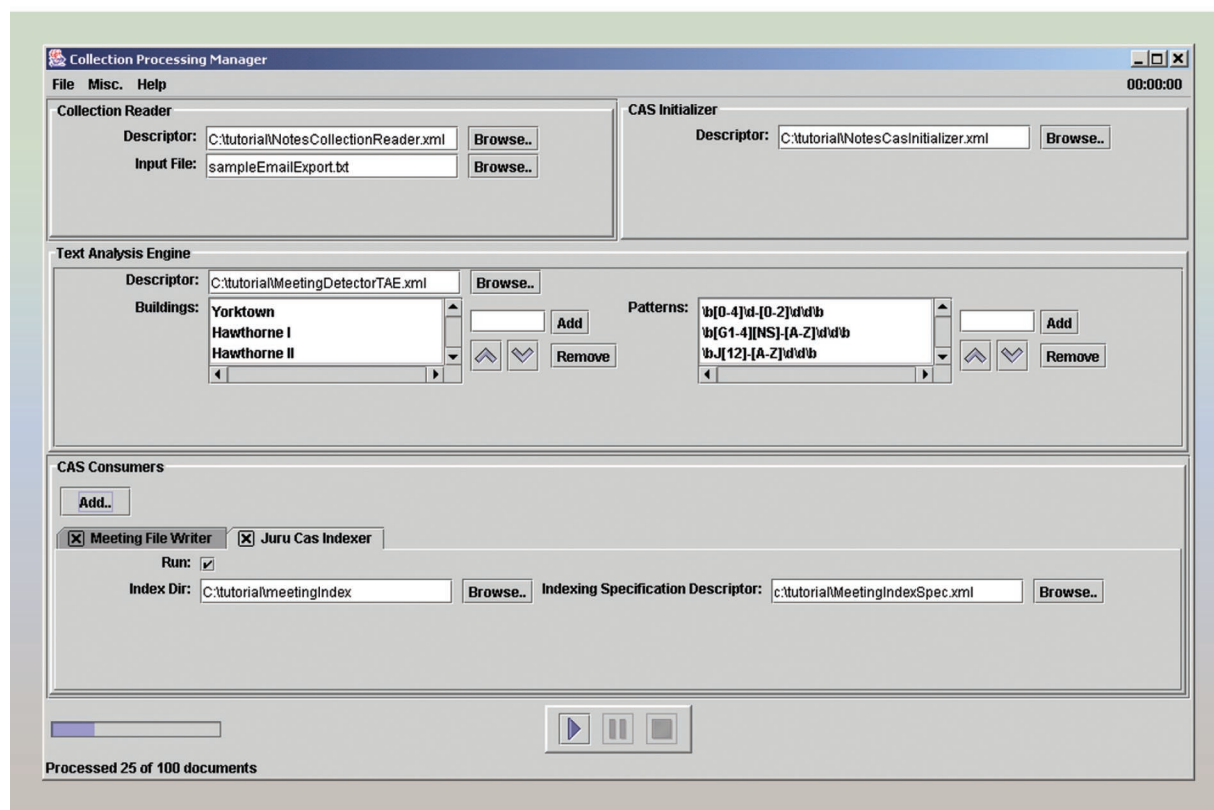 Collection Processing Manager
File Misc. Help 00:00:00
Collection Reader
Descriptor: C:\tutorial\NotesCollectionReader.xml Browse..
Input File: sampleEmailExport.txt Browse..
CAS Initializer
Descriptor: C:\tutorial\NotesCasInitializer.xml Browse..
Text Analysis Engine
Descriptor: C:\tutorial\MeetingDetectorTAE.xml Browse..
Buildings: Yorktown
Hawthorne I
Hawthorne II
Add
Remove
Patterns: \b[0-4]\d-[0-2]\d\d\b
\b[G1-4][NS]-[A-Z]\d\d\b
\bJ[12]-[A-Z]\d\d\b
Add
Remove
CAS Consumers
Add..
Meeting File Writer Juru Cas Indexer
Run:
Index Dir: C:\tutorial\meetingIndex Browse.. Indexing Specification Descriptor: c:\tutorial\MeetingIndexSpec.xml Browse..
Processed 25 of 100 documents